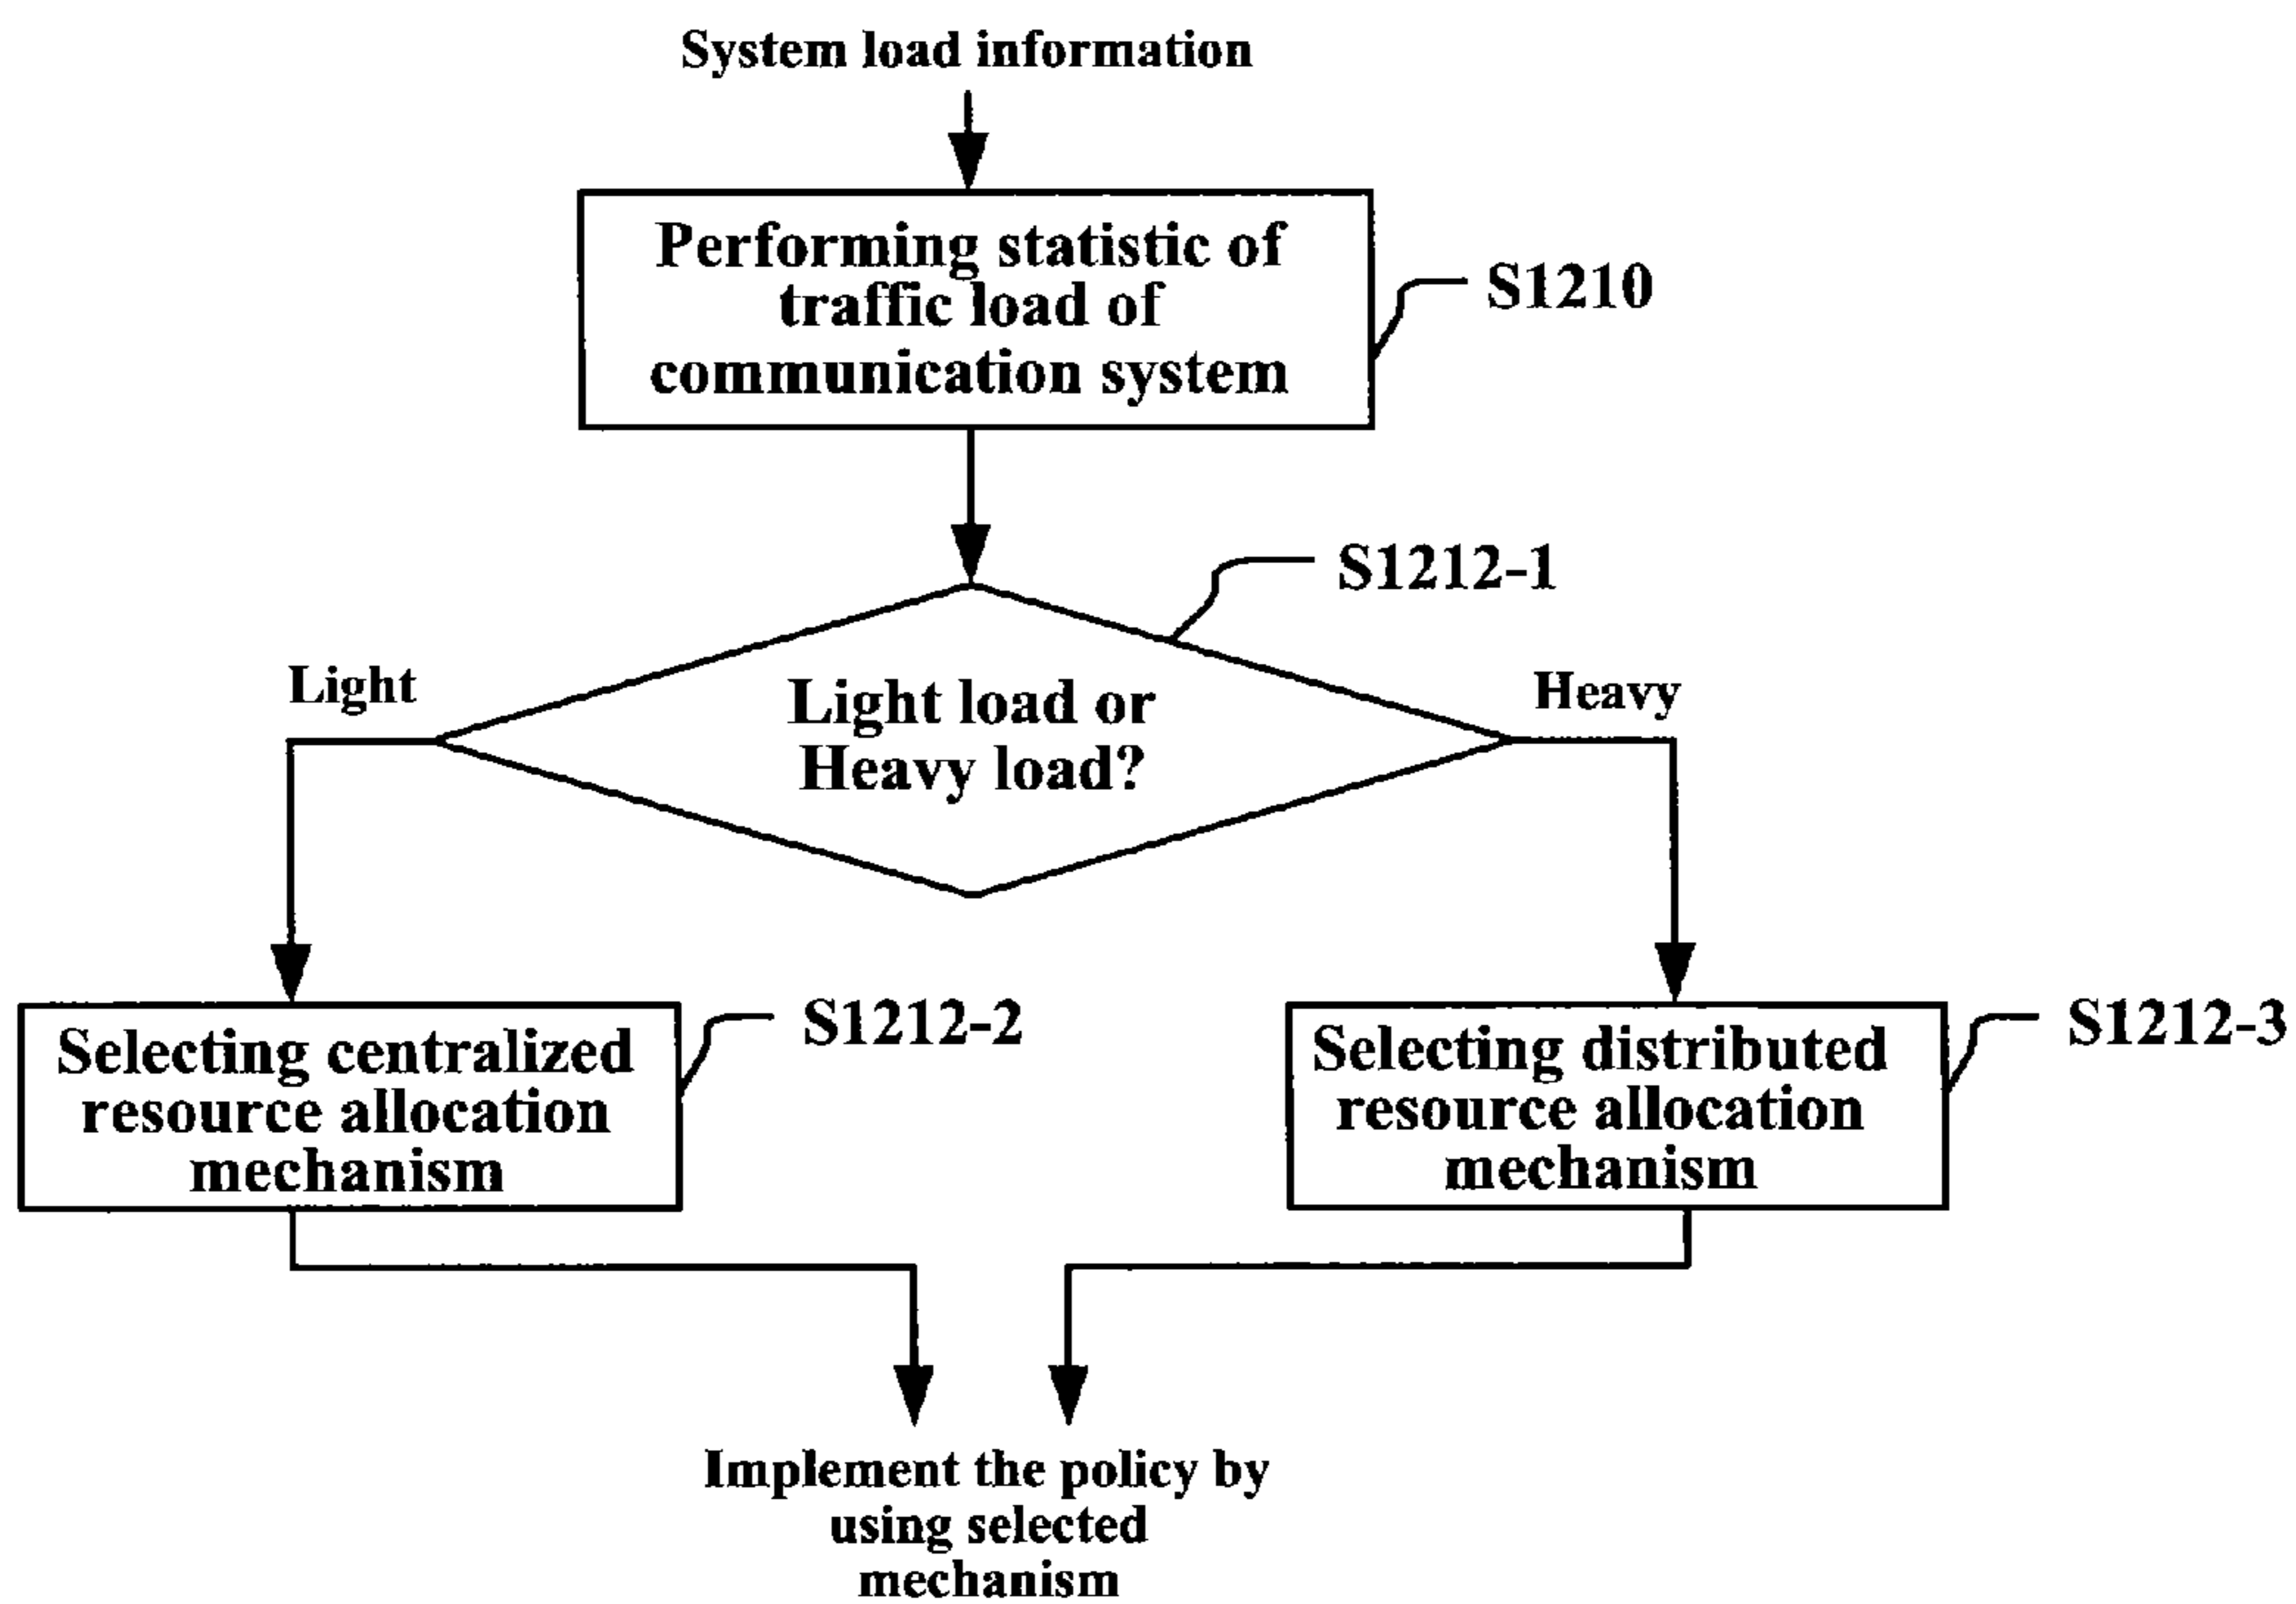 System load information
Performing statistic of
traffic load of
communication system
S1210
S1212-1
Light
Light load or
Heavy load?
Heavy
Selecting centralized
resource allocation
mechanism
S1212-2
Selecting distributed
resource allocation
mechanism
S1212-3
Implement the policy by
using selected
mechanism